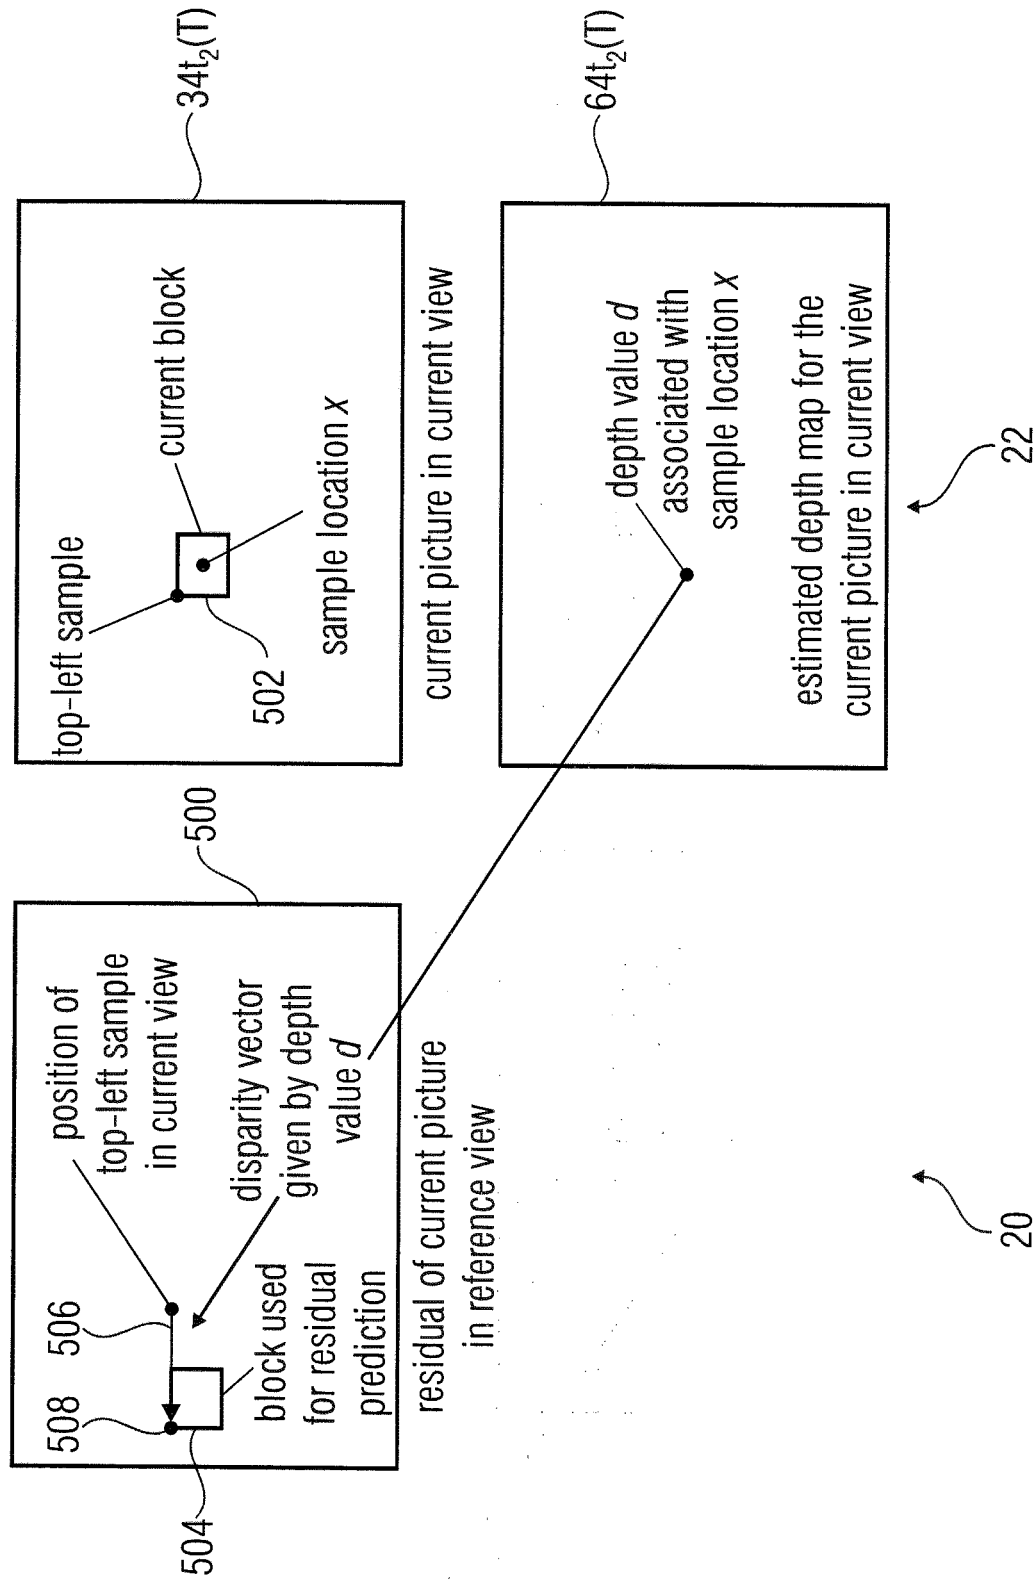 500
508
506
504
position of
top-left sample
in current view
disparity vector
given by depth
value d
block used
for residual
prediction
residual of current picture
in reference view
20
34t2(T)
top-left sample
current block
502
sample location x
current picture in current view
64t2(T)
depth value d
associated with
sample location x
estimated depth map for the
current picture in current view
22